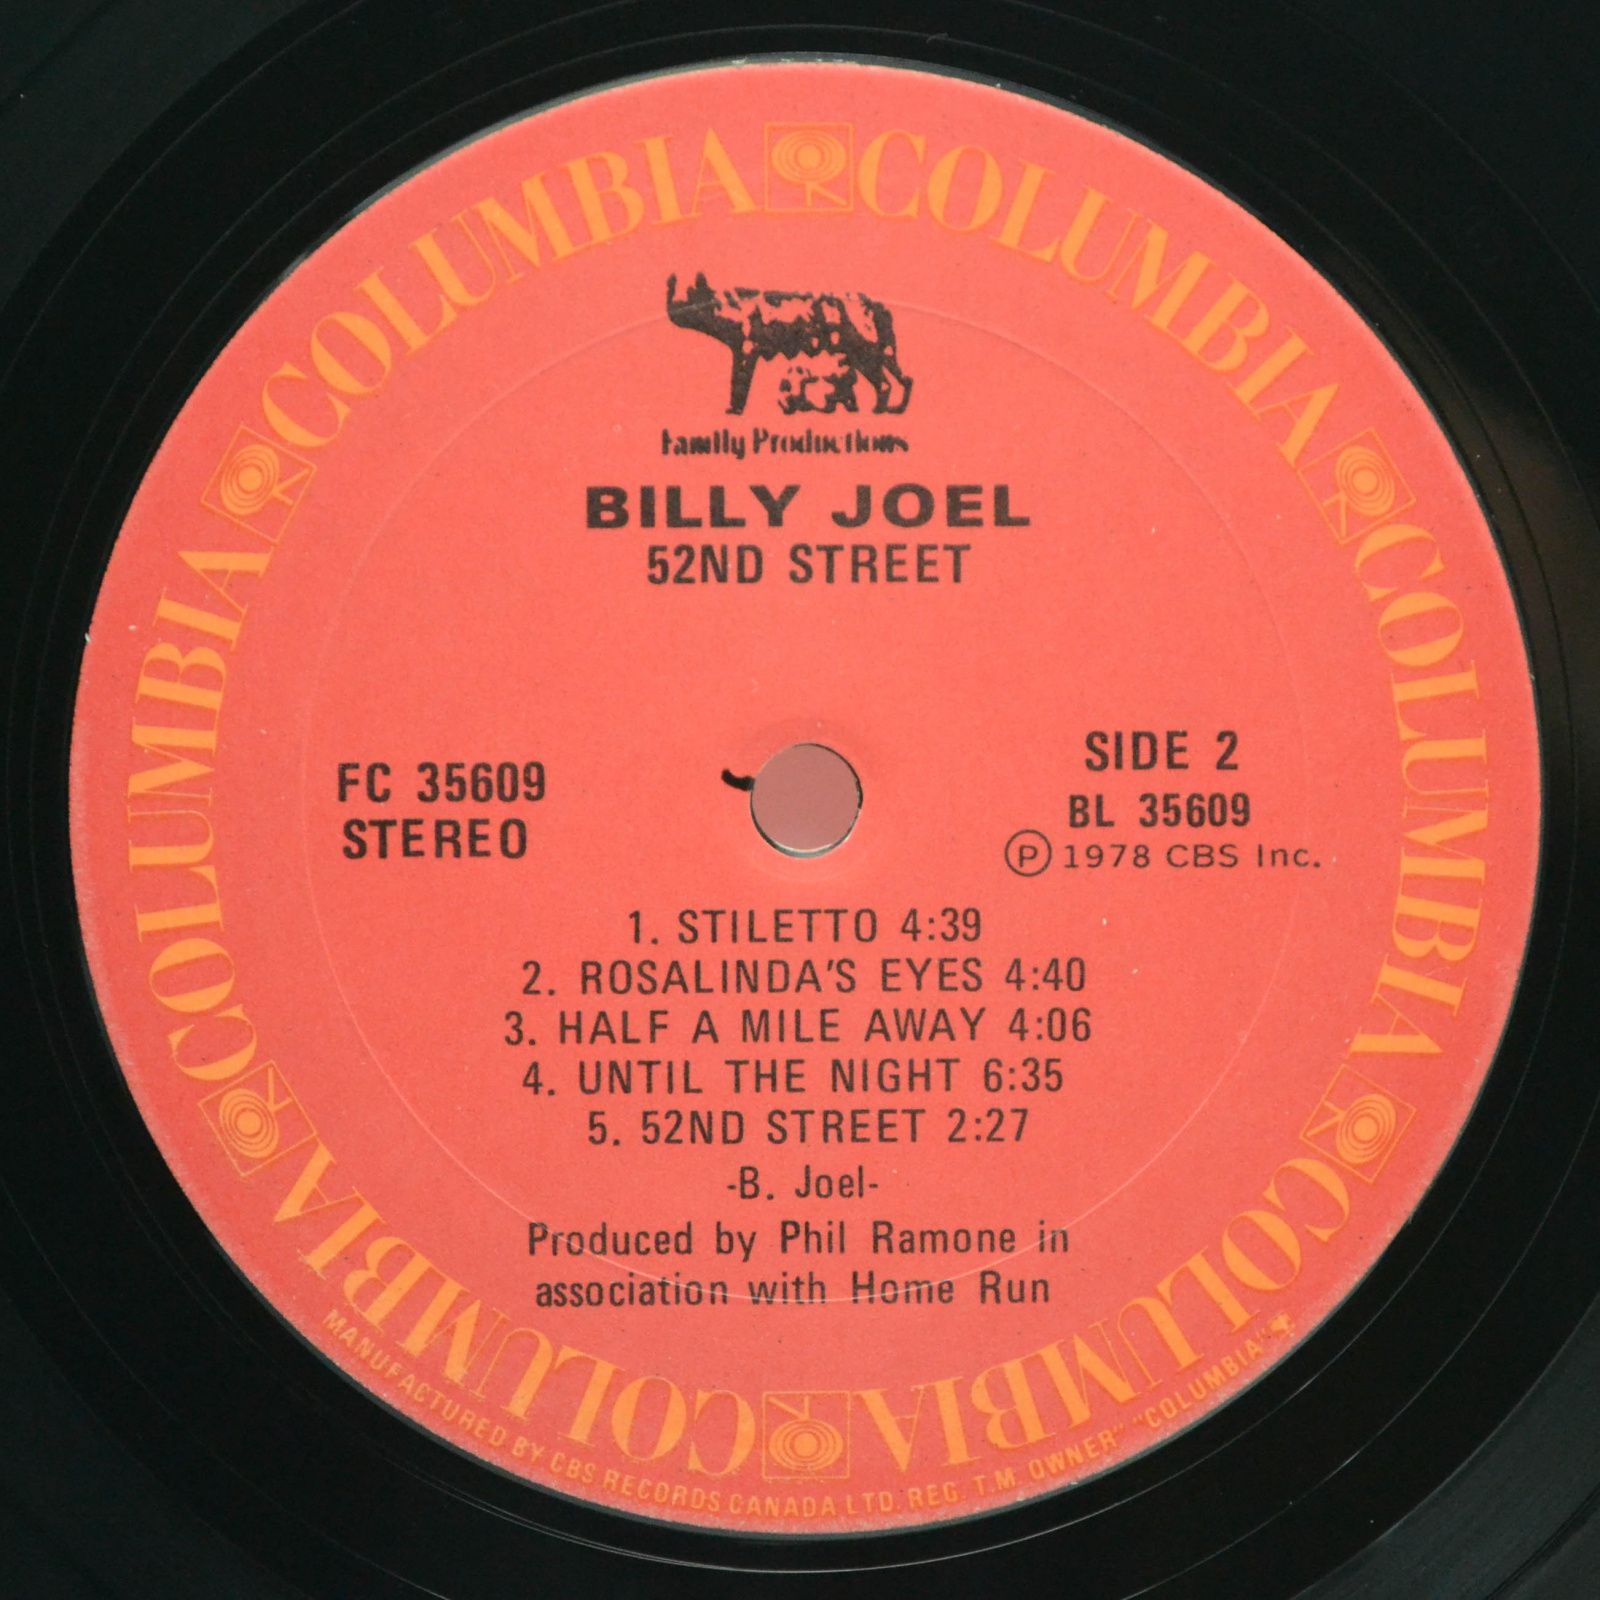 COLUMBIA COLUMBIA COLUMBIA COLUMBIA COLUMBIA COLUMBIA
Family Productions
BILLY JOEL
52ND STREET
FC 35609
STEREO
SIDE 2
BL 35609
Ⓟ 1978 CBS Inc.
1. STILETTO 4:39
2. ROSALINDA'S EYES 4:40
3. HALF A MILE AWAY 4:06
4. UNTIL THE NIGHT 6:35
5. 52ND STREET 2:27
-B. Joel-
Produced by Phil Ramone in
association with Home Run
MANUFACTURED BY CBS RECORDS CANADA LTD. REG. T.M. OWNER "COLUMBIA"